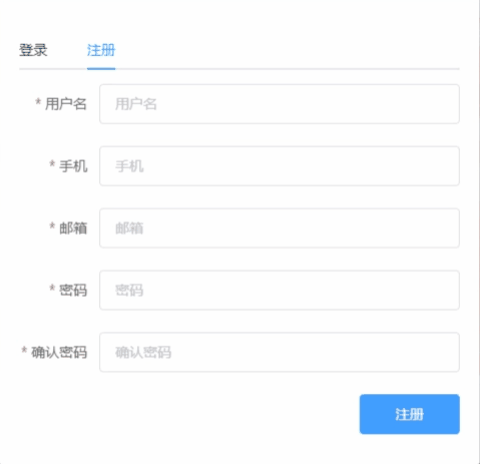 登录 注册
* 用户名 用户名
* 手机 手机
* 邮箱 邮箱
* 密码 密码
* 确认密码 确认密码
注册